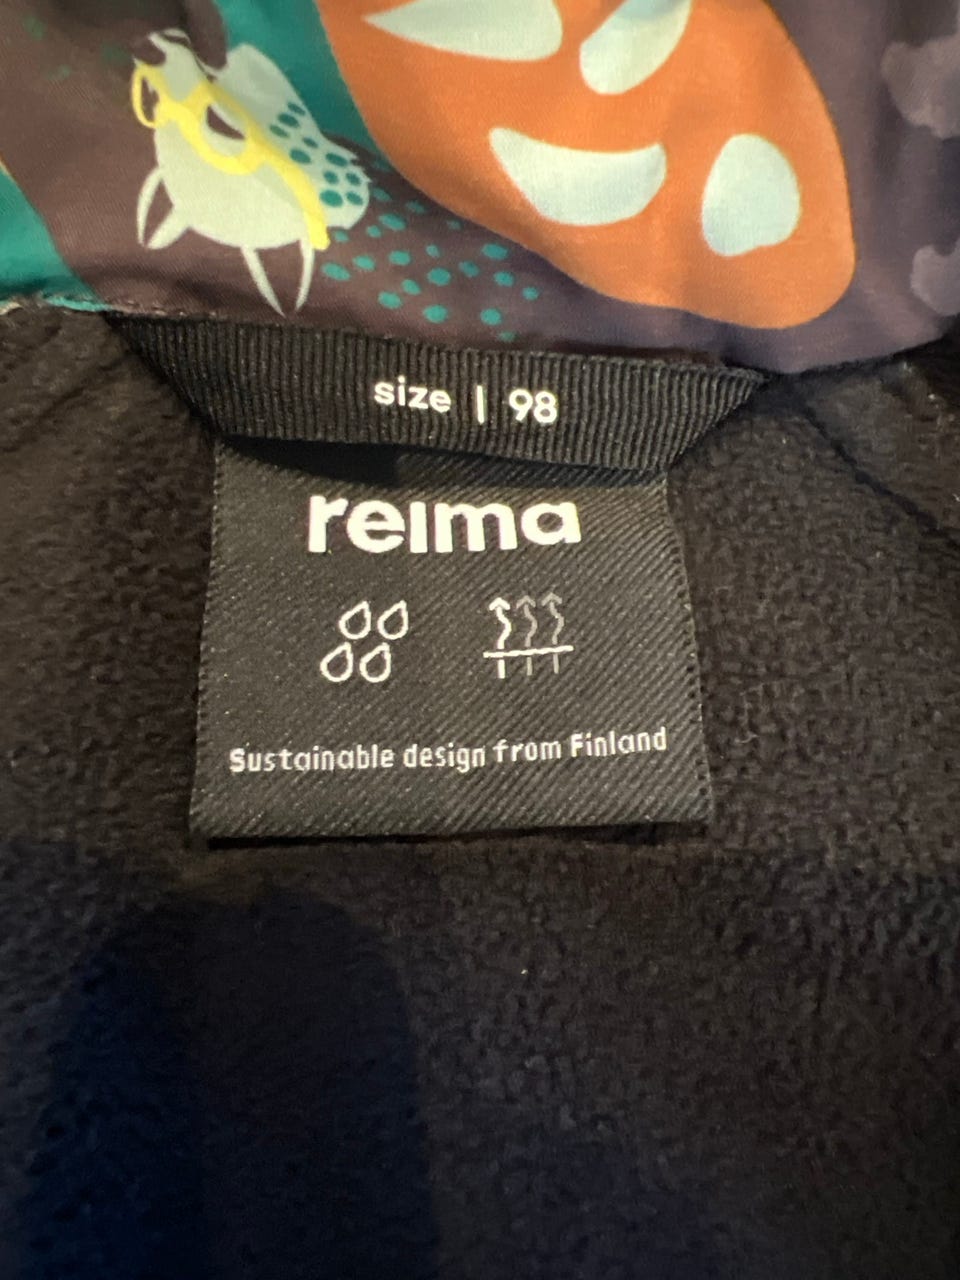 size | 98
reima
Sustainable design from Finland